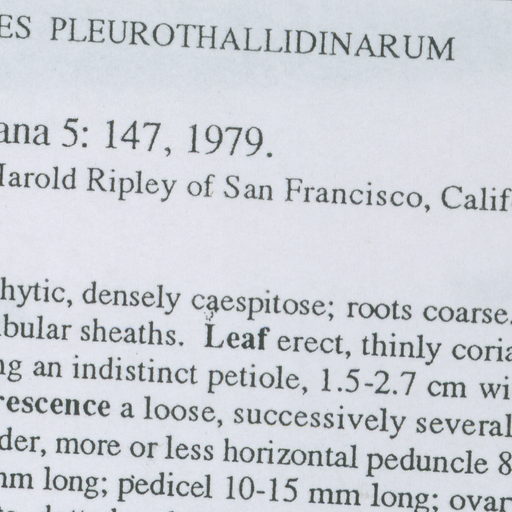 ES PLEUROTHALLIDINARUM
ana 5: 147, 1979.
Harold Ripley of San Francisco, Calif
hytic, densely caespitose; roots coarse.
bular sheaths. Leaf erect, thinly coria
ng an indistinct petiole, 1.5-2.7 cm wi
rescence a loose, successively several
der, more or less horizontal peduncle 8
mm long; pedicel 10-15 mm long; ovar